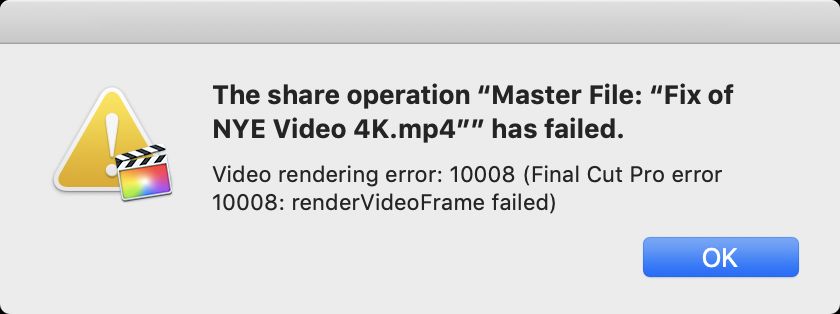 The share operation “Master File: “Fix of
NYE Video 4K.mp4”” has failed.
Video rendering error: 10008 (Final Cut Pro error
10008: renderVideoFrame failed)
OK